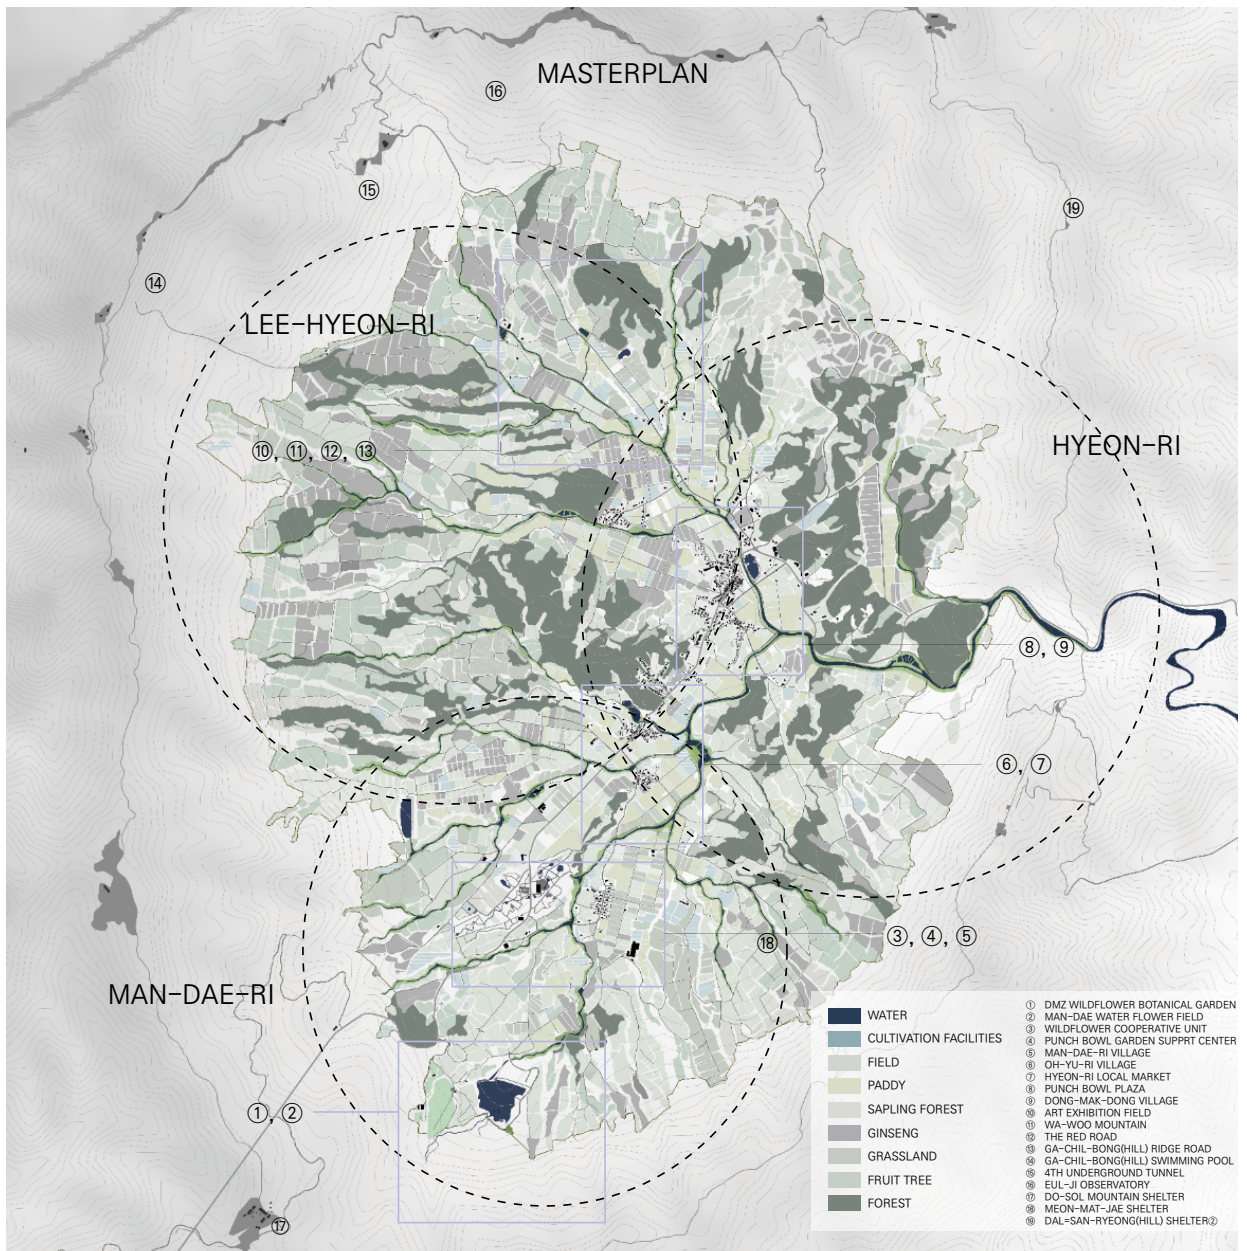 MASTERPLAN
⑯
⑮
⑲
⑭
LEE-HYEON-RI
HYEON-RI
⑩, ⑪, ⑫, ⑬
⑧, ⑨
⑥, ⑦
③, ④, ⑤
⑱
MAN-DAE-RI
①, ②
⑰
WATER
CULTIVATION FACILITIES
FIELD
PADDY
SAPLING FOREST
GINSENG
GRASSLAND
FRUIT TREE
FOREST
① DMZ WILDFLOWER BOTANICAL GARDEN
② MAN-DAE WATER FLOWER FIELD
③ WILDFLOWER COOPERATIVE UNIT
④ PUNCH BOWL GARDEN SUPPRT CENTER
⑤ MAN-DAE-RI VILLAGE
⑥ OH-YU-RI VILLAGE
⑦ HYEON-RI LOCAL MARKET
⑧ PUNCH BOWL PLAZA
⑨ DONG-MAK-DONG VILLAGE
⑩ ART EXHIBITION FIELD
⑪ WA-WOO MOUNTAIN
⑫ THE RED ROAD
⑬ GA-CHIL-BONG(HILL) RIDGE ROAD
⑭ GA-CHIL-BONG(HILL) SWIMMING POOL
⑮ 4TH UNDERGROUND TUNNEL
⑯ EUL-JI OBSERVATORY
⑰ DO-SOL MOUNTAIN SHELTER
⑱ MEON-MAT-JAE SHELTER
⑲ DAL=SAN-RYEONG(HILL) SHELTER②